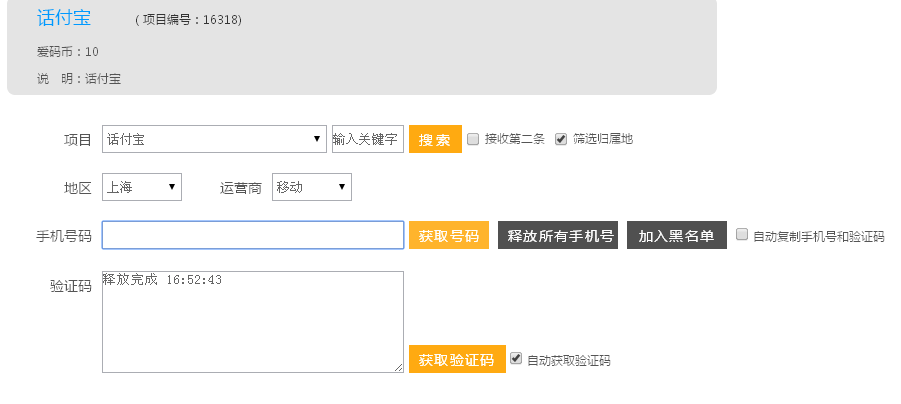 话付宝 ( 项目编号：16318)
爱码币：10
说 明：话付宝
项目 话付宝 输入关键字 搜索 接收第二条 筛选归属地
地区 上海 运营商 移动
手机号码 获取号码 释放所有手机号 加入黑名单 自动复制手机号和验证码
验证码 释放完成 16:52:43
获取验证码 自动获取验证码